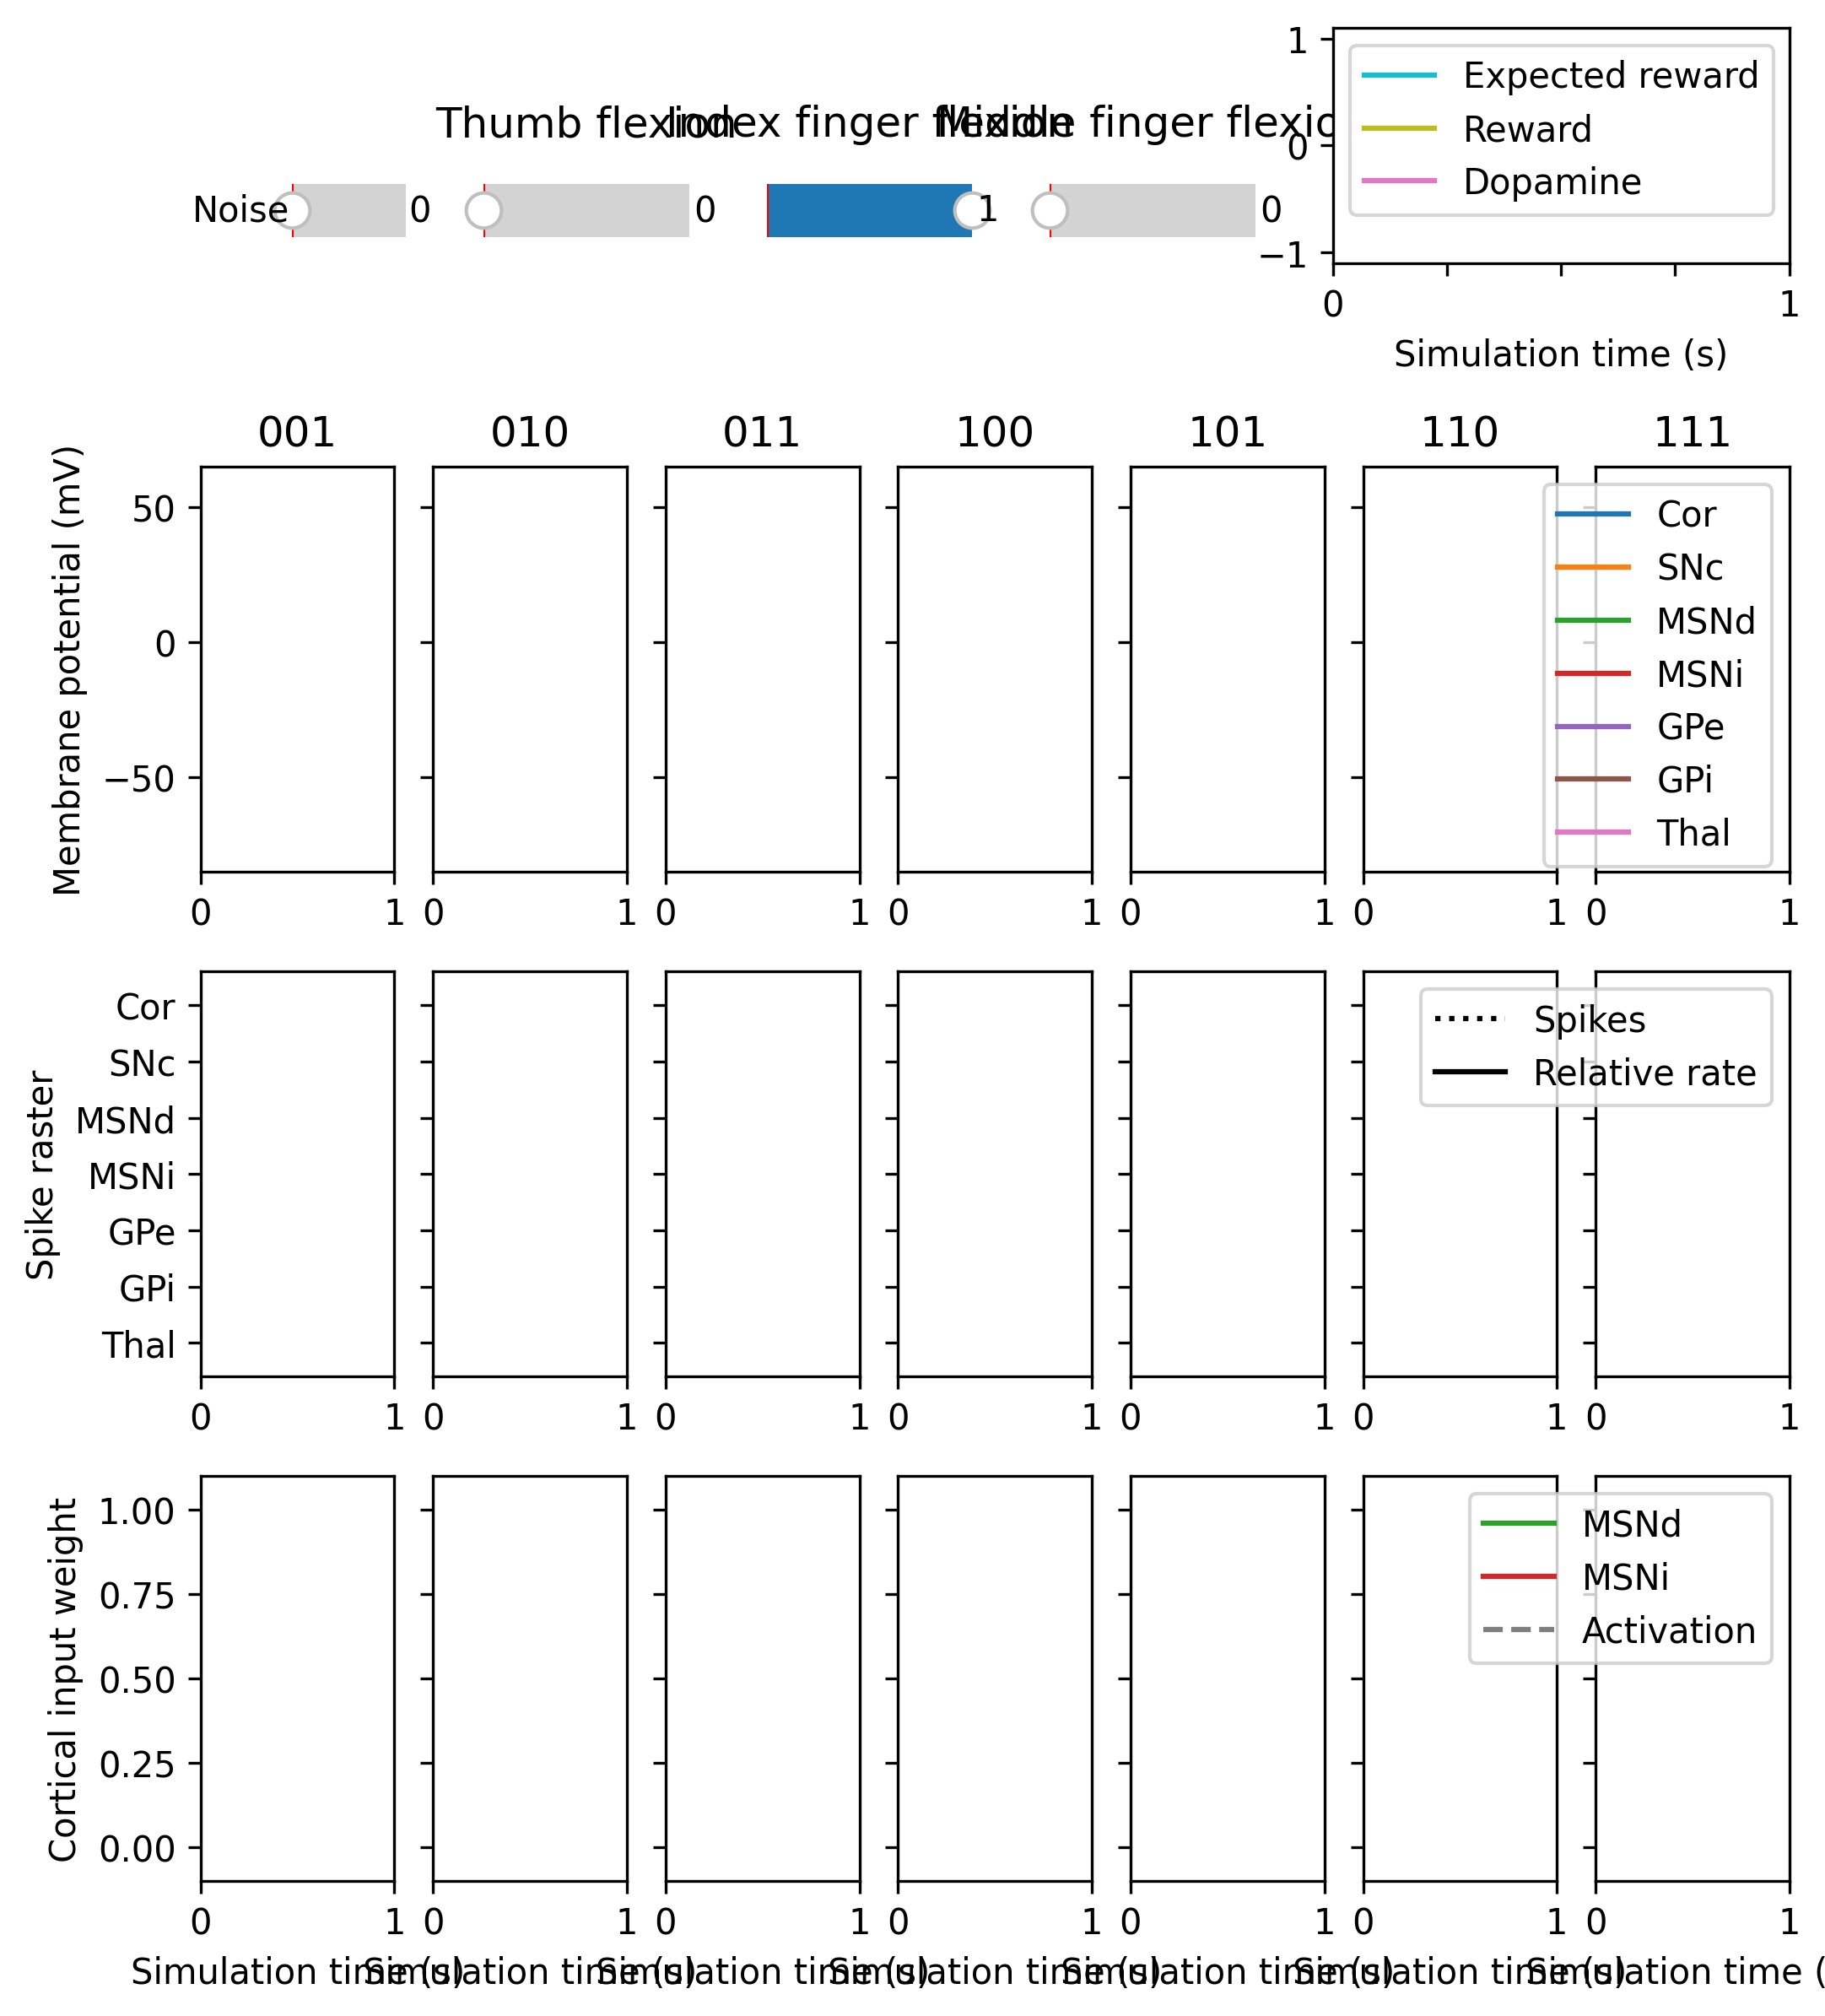 Thumb flexion
Index finger flexion
Middle finger flexio
Noise
0
0
1
0
1
0
−1
Expected reward
Reward
Dopamine
0 1
Simulation time (s)
001 010 011 100 101 110 111
Membrane potential (mV)
50
0
−50
Cor
SNc
MSNd
MSNi
GPe
GPi
Thal
0 1 0 1 0 1 0 1 0 1 0 1 0 1
Spike raster
Cor
SNc
MSNd
MSNi
GPe
GPi
Thal
Spikes
Relative rate
0 1 0 1 0 1 0 1 0 1 0 1 0 1
Cortical input weight
1.00
0.75
0.50
0.25
0.00
MSNd
MSNi
Activation
0 1 0 1 0 1 0 1 0 1 0 1 0 1
Simulation time (s)
Simulation time (s)
Simulation time (s)
Simulation time (s)
Simulation time (s)
Simulation time (s)
Simulation time (